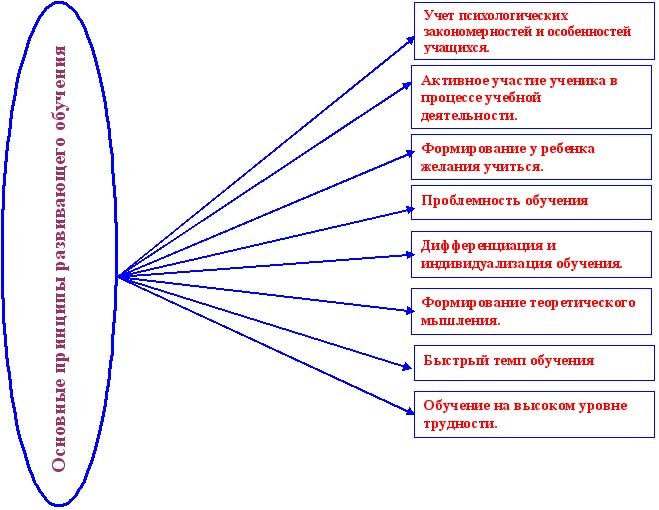 Основные принципы развивающего обучения
Учет психологических
закономерностей и особенностей
учащихся.
Активное участие ученика в
процессе учебной
деятельности.
Формирование у ребенка
желания учиться.
Проблемность обучения
Дифференциация и
индивидуализация обучения.
Формирование теоретического
мышления.
Быстрый темп обучения
Обучение на высоком уровне
трудности.